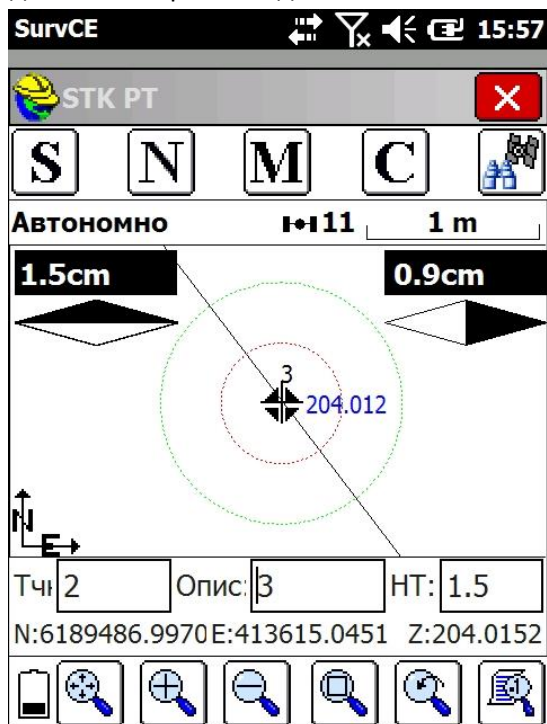 SurvCE 15:57
STK PT
S N M C
Автономно 11 1 m
1.5cm 0.9cm
3
204.012
N
E
Тчк 2 Опис: 3 НТ: 1.5
N:6189486.9970 E:413615.0451 Z:204.0152